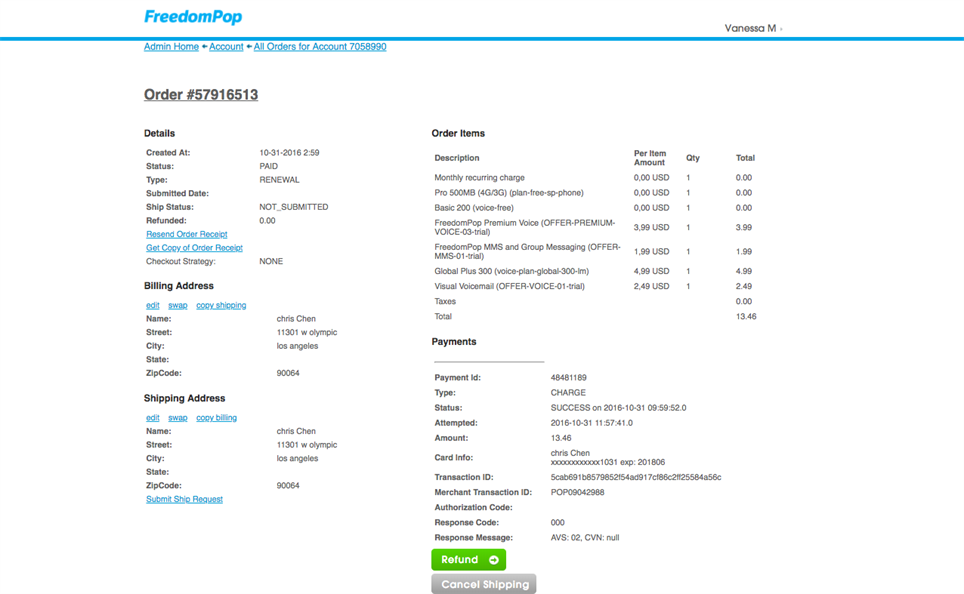 FreedomPop
Vanessa M
Admin Home Account All Orders for Account 7058990
Order #57916513
Details
Created At: 10-31-2016 2:59
Status: PAID
Type: RENEWAL
Submitted Date:
Ship Status: NOT_SUBMITTED
Refunded: 0.00
Resend Order Receipt
Get Copy of Order Receipt
Checkout Strategy: NONE
Billing Address
edit swap copy shipping
Name: chris Chen
Street: 11301 w olympic
City: los angeles
State:
ZipCode: 90064
Shipping Address
edit swap copy billing
Name: chris Chen
Street: 11301 w olympic
City: los angeles
State:
ZipCode: 90064
Submit Ship Request
Order Items
Description Per Item Amount Qty Total
Monthly recurring charge 0,00 USD 1 0.00
Pro 500MB (4G/3G) (plan-free-sp-phone) 0,00 USD 1 0.00
Basic 200 (voice-free) 0,00 USD 1 0.00
FreedomPop Premium Voice (OFFER-PREMIUM-
VOICE-03-trial) 3,99 USD 1 3.99
FreedomPop MMS and Group Messaging (OFFER-
MMS-01-trial) 1,99 USD 1 1.99
Global Plus 300 (voice-plan-global-300-lm) 4,99 USD 1 4.99
Visual Voicemail (OFFER-VOICE-01-trial) 2,49 USD 1 2.49
Taxes 0.00
Total 13.46
Payments
Payment Id: 48481189
Type: CHARGE
Status: SUCCESS on 2016-10-31 09:59:52.0
Attempted: 2016-10-31 11:57:41.0
Amount: 13.46
Card Info: chris Chen
xxxxxxxxxxxx1031 exp: 201806
Transaction ID: 5cab691b8579852f54ad917cf86c2ff25584a56c
Merchant Transaction ID: POP09042988
Authorization Code:
Response Code: 000
Response Message: AVS: 02, CVN: null
Refund
Cancel Shipping